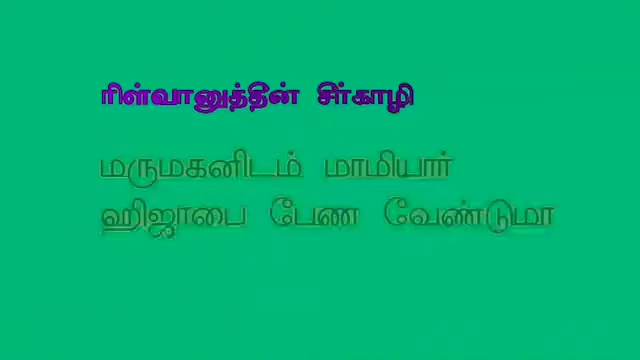 ரிள்வானுத்தீன் சீர்காழி
மருமகனிடம் மாமியார்
ஹிஜாபை பேண வேண்டுமா